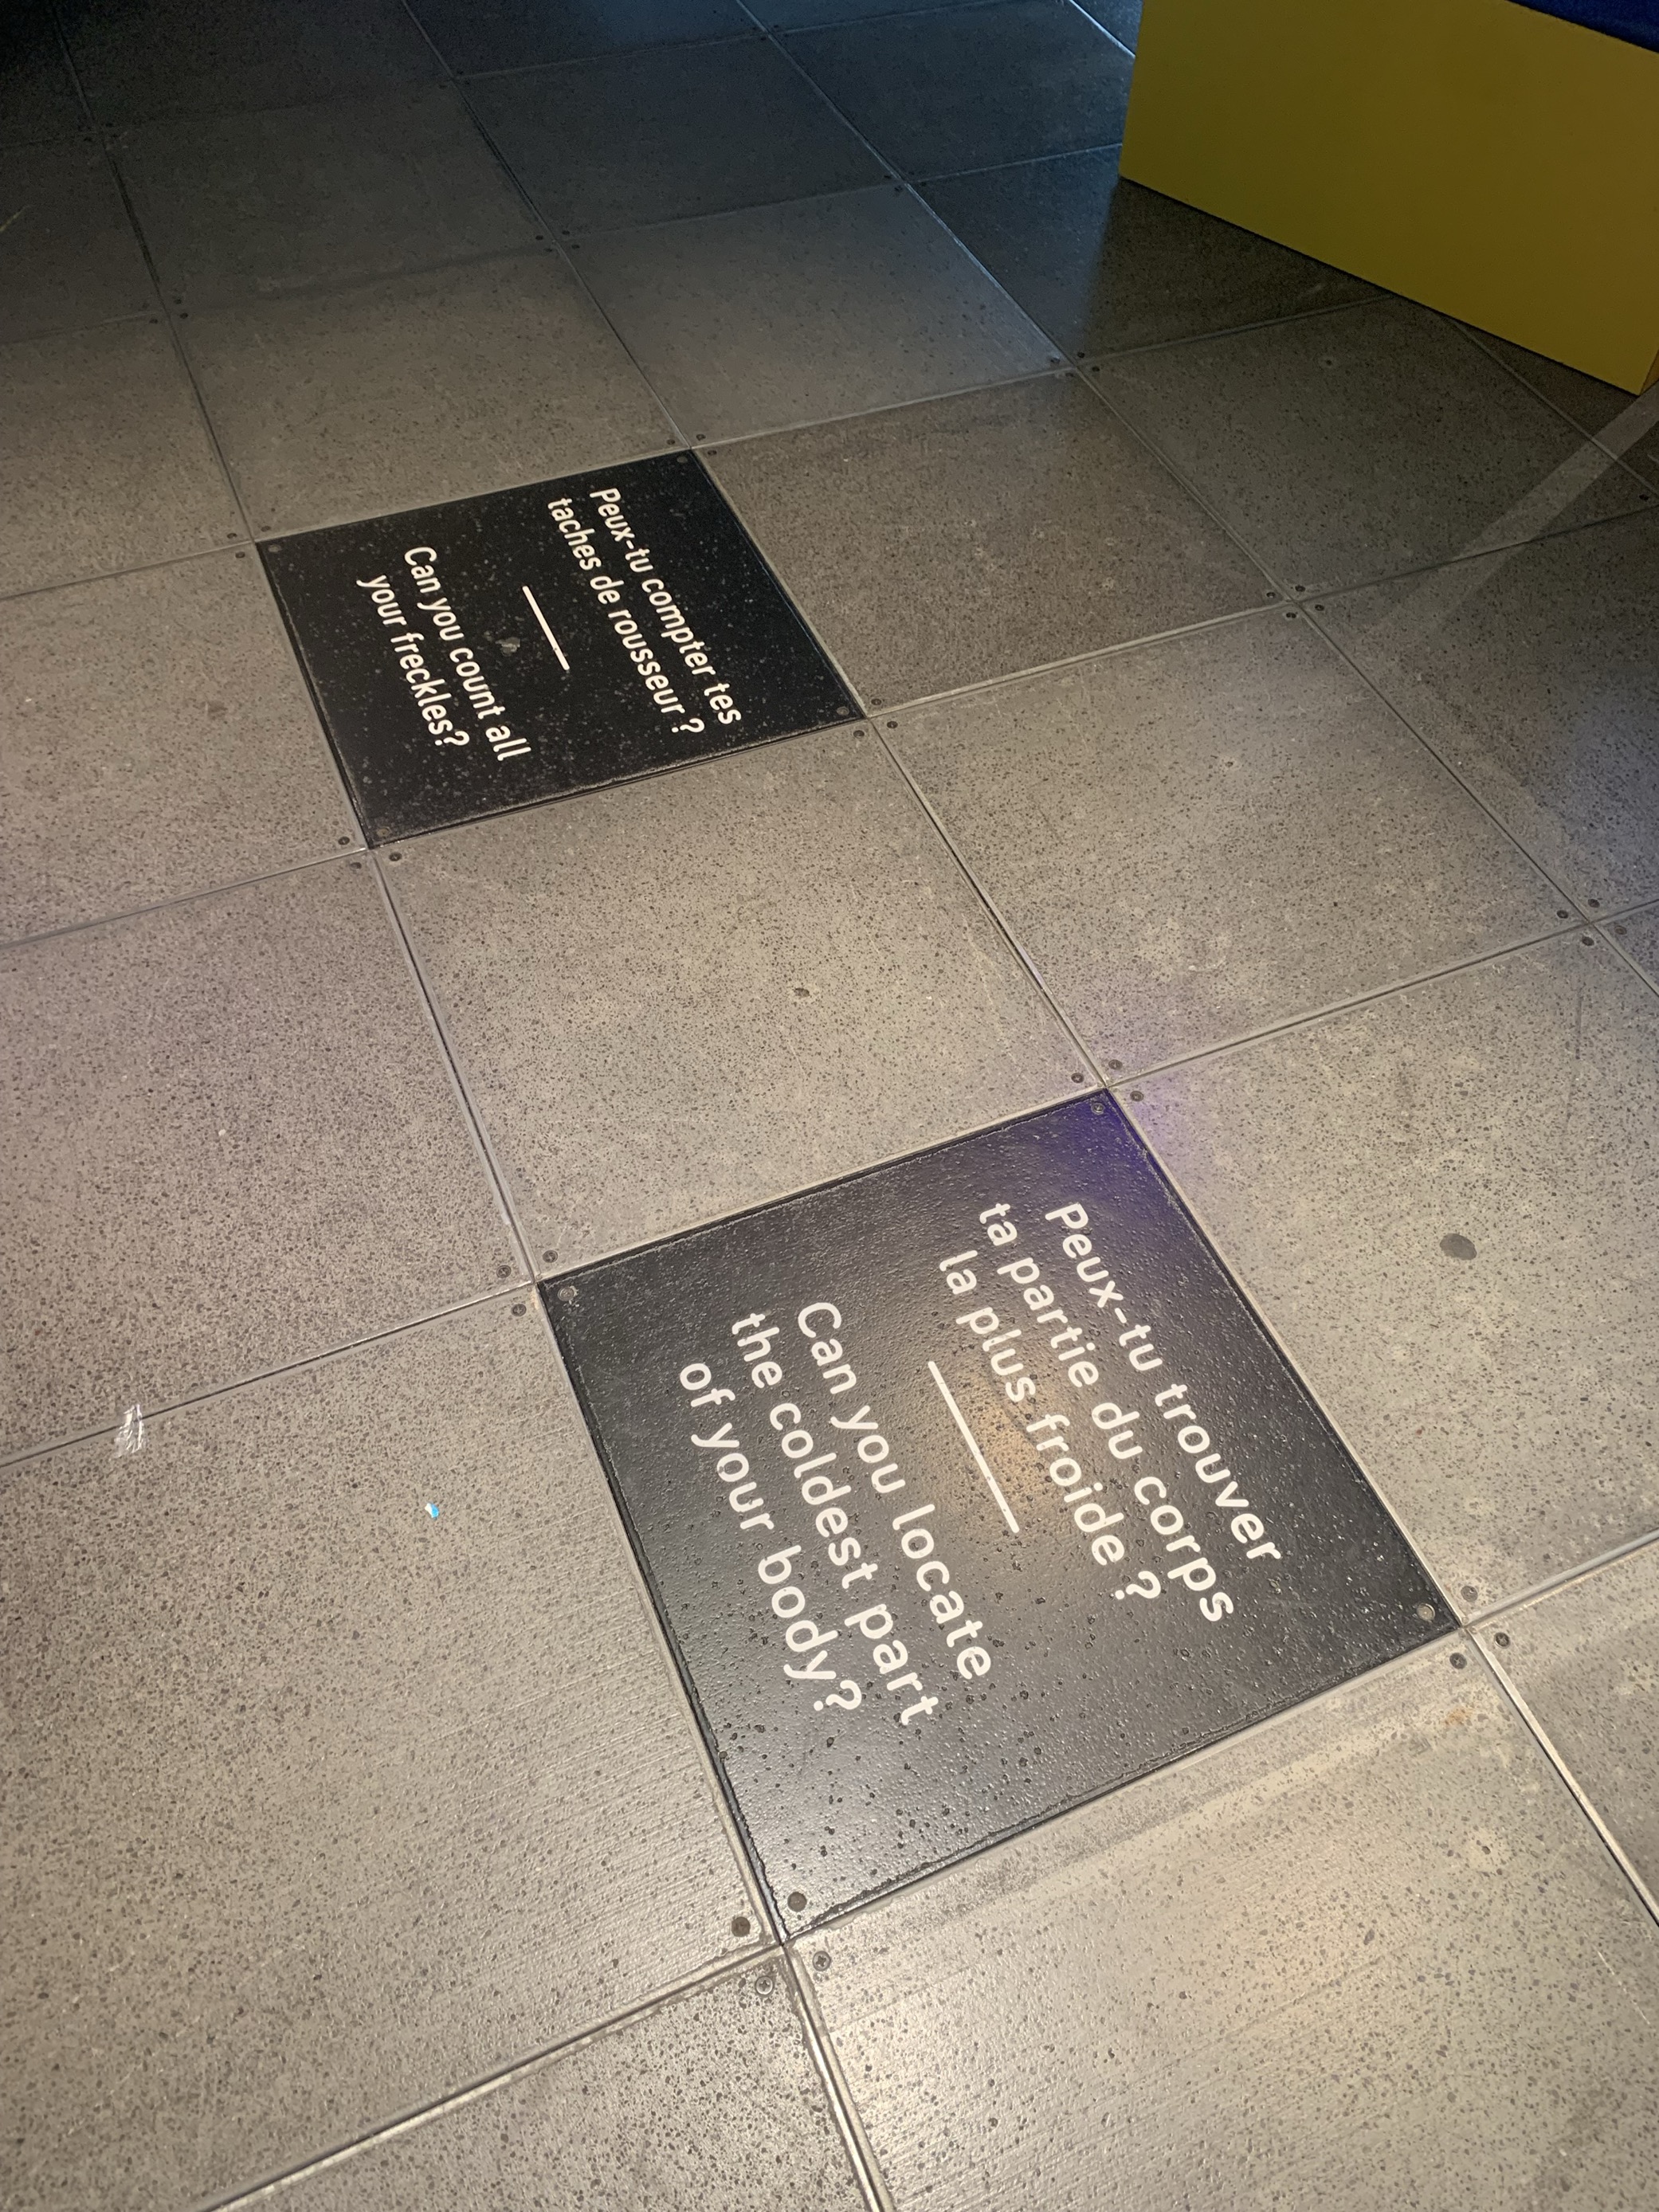 Peux-tu compter tes
taches de rousseur ?
Can you count all
your freckles?
Peux-tu trouver
ta partie du corps
la plus froide ?
Can you locate
the coldest part
of your body?